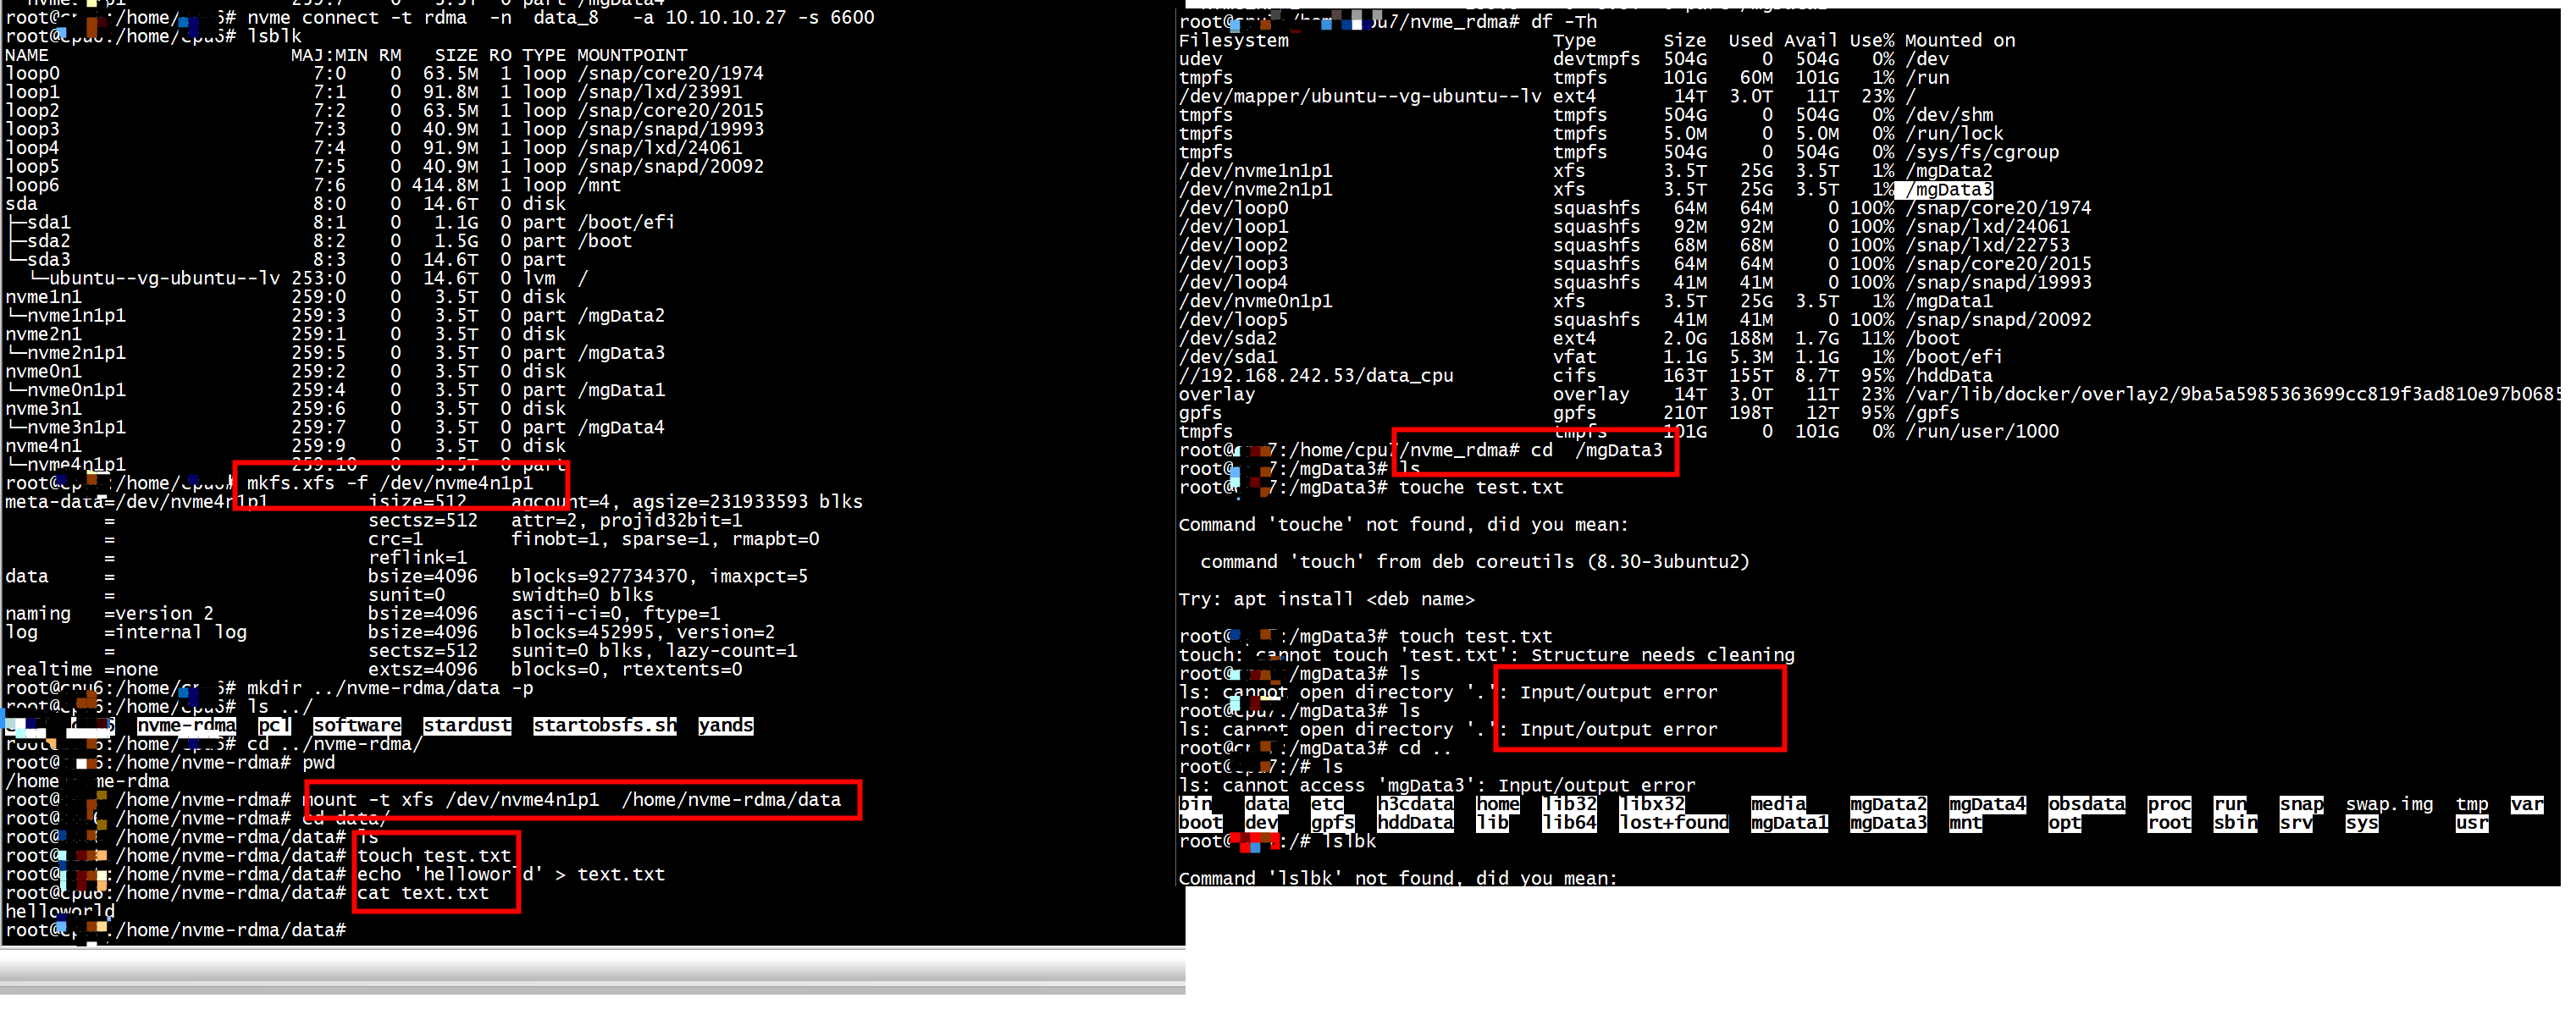 root@ :/home/ # nvme connect -t rdma  -n  data_8   -a 10.10.10.27 -s 6600
root@cpu6:/home/cpu6# lsblk
NAME                      MAJ:MIN RM   SIZE RO TYPE MOUNTPOINT
loop0                       7:0    0  63.5M  1 loop /snap/core20/1974
loop1                       7:1    0  91.8M  1 loop /snap/lxd/23991
loop2                       7:2    0  63.5M  1 loop /snap/core20/2015
loop3                       7:3    0  40.9M  1 loop /snap/snapd/19993
loop4                       7:4    0  91.9M  1 loop /snap/lxd/24061
loop5                       7:5    0  40.9M  1 loop /snap/snapd/20092
loop6                       7:6    0 414.8M  1 loop /mnt
sda                         8:0    0  14.6T  0 disk
├─sda1                      8:1    0   1.1G  0 part /boot/efi
├─sda2                      8:2    0   1.5G  0 part /boot
└─sda3                      8:3    0  14.6T  0 part
  └─ubuntu--vg-ubuntu--lv 253:0    0  14.6T  0 lvm  /
nvme1n1                   259:0    0   3.5T  0 disk
└─nvme1n1p1               259:3    0   3.5T  0 part /mgData2
nvme2n1                   259:1    0   3.5T  0 disk
└─nvme2n1p1               259:5    0   3.5T  0 part /mgData3
nvme0n1                   259:2    0   3.5T  0 disk
└─nvme0n1p1               259:4    0   3.5T  0 part /mgData1
nvme3n1                   259:6    0   3.5T  0 disk
└─nvme3n1p1               259:7    0   3.5T  0 part /mgData4
nvme4n1                   259:9    0   3.5T  0 disk
└─nvme4n1p1               259:10   0   3.5T  0 part
root@ :/home/cpu6# mkfs.xfs -f /dev/nvme4n1p1
meta-data=/dev/nvme4n1p1         isize=512    agcount=4, agsize=231933593 blks
         =                       sectsz=512   attr=2, projid32bit=1
         =                       crc=1        finobt=1, sparse=1, rmapbt=0
         =                       reflink=1
data     =                       bsize=4096   blocks=927734370, imaxpct=5
         =                       sunit=0      swidth=0 blks
naming   =version 2              bsize=4096   ascii-ci=0, ftype=1
log      =internal log           bsize=4096   blocks=452995, version=2
         =                       sectsz=512   sunit=0 blks, lazy-count=1
realtime =none                   extsz=4096   blocks=0, rtextents=0
root@cpu6:/home/ # mkdir ../nvme-rdma/data -p
root@ :/home/ # ls ../
nvme-rdma  pcl  software  stardust  startobsfs.sh  yands
root@ :/home/ # cd ../nvme-rdma/
root@ :/home/nvme-rdma# pwd
/home/ me-rdma
root@ :/home/nvme-rdma# mount -t xfs /dev/nvme4n1p1  /home/nvme-rdma/data
root@ :/home/nvme-rdma# cd data/
root@ :/home/nvme-rdma/data# ls
root@ :/home/nvme-rdma/data# touch test.txt
root@ :/home/nvme-rdma/data# echo 'helloworld' > text.txt
root@cpu6:/home/nvme-rdma/data# cat text.txt
helloworld
root@ :/home/nvme-rdma/data#
root@ :/home/cpu7/nvme_rdma# df -Th
Filesystem                        Type      Size  Used Avail Use% Mounted on
udev                              devtmpfs  504G     0  504G   0% /dev
tmpfs                             tmpfs     101G   60M  101G   1% /run
/dev/mapper/ubuntu--vg-ubuntu--lv ext4       14T  3.0T   11T  23% /
tmpfs                             tmpfs     504G     0  504G   0% /dev/shm
tmpfs                             tmpfs     5.0M     0  5.0M   0% /run/lock
tmpfs                             tmpfs     504G     0  504G   0% /sys/fs/cgroup
/dev/nvme1n1p1                    xfs       3.5T   25G  3.5T   1% /mgData2
/dev/nvme2n1p1                    xfs       3.5T   25G  3.5T   1% /mgData3
/dev/loop0                        squashfs   64M   64M     0 100% /snap/core20/1974
/dev/loop1                        squashfs   92M   92M     0 100% /snap/lxd/24061
/dev/loop2                        squashfs   68M   68M     0 100% /snap/lxd/22753
/dev/loop3                        squashfs   64M   64M     0 100% /snap/core20/2015
/dev/loop4                        squashfs   41M   41M     0 100% /snap/snapd/19993
/dev/nvme0n1p1                    xfs       3.5T   25G  3.5T   1% /mgData1
/dev/loop5                        squashfs   41M   41M     0 100% /snap/snapd/20092
/dev/sda2                         ext4      2.0G  188M  1.7G  11% /boot
/dev/sda1                         vfat      1.1G  5.3M  1.1G   1% /boot/efi
//192.168.242.53/data_cpu         cifs      163T  155T  8.7T  95% /hddData
overlay                           overlay    14T  3.0T   11T  23% /var/lib/docker/overlay2/9ba5a5985363699cc819f3ad810e97b0685
gpfs                              gpfs      210T  198T   12T  95% /gpfs
tmpfs                             tmpfs     101G     0  101G   0% /run/user/1000
root@ 7:/home/cpu7/nvme_rdma# cd  /mgData3
root@ 7:/mgData3# ls
root@ 7:/mgData3# touche test.txt
Command 'touche' not found, did you mean:
  command 'touch' from deb coreutils (8.30-3ubuntu2)
Try: apt install <deb name>
root@ :/mgData3# touch test.txt
touch: cannot touch 'test.txt': Structure needs cleaning
root@ :/mgData3# ls
ls: cannot open directory '.': Input/output error
root@cpu7:/mgData3# ls
ls: cannot open directory '.': Input/output error
root@ :/mgData3# cd ..
root@cpu7:/# ls
ls: cannot access 'mgData3': Input/output error
bin   data  etc   h3cdata  home  lib32  libx32      media    mgData2  mgData4  obsdata  proc  run   snap  swap.img  tmp  var
boot  dev   gpfs  hddData  lib   lib64  lost+found  mgData1  mgData3  mnt      opt      root  sbin  srv   sys       usr
root@ :/# lslbk
Command 'lslbk' not found, did you mean: